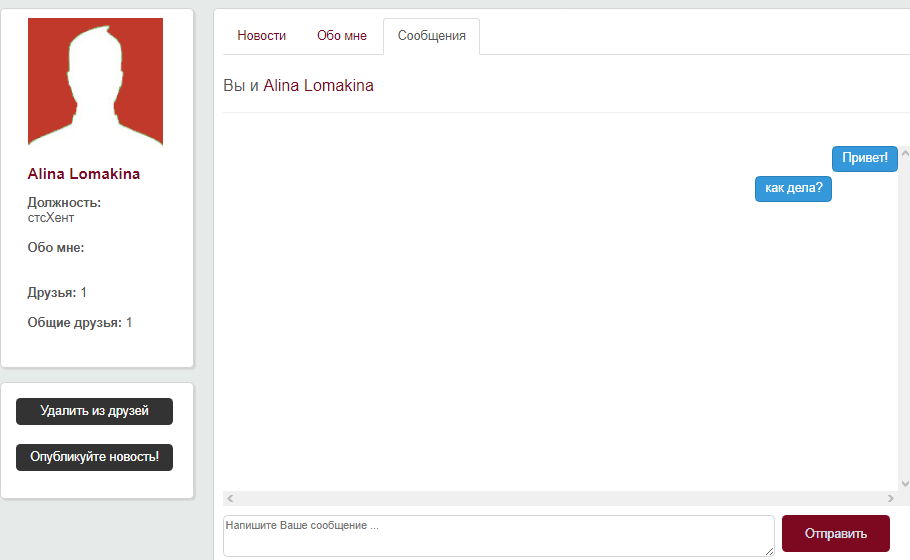 Новости Обо мне Сообщения
Вы и Alina Lomakina
Привет!
как дела?
Alina Lomakina
Должность:
стсХент
Обо мне:
Друзья: 1
Общие друзья: 1
Удалить из друзей
Опубликуйте новость!
Напишите Ваше сообщение ...
Отправить